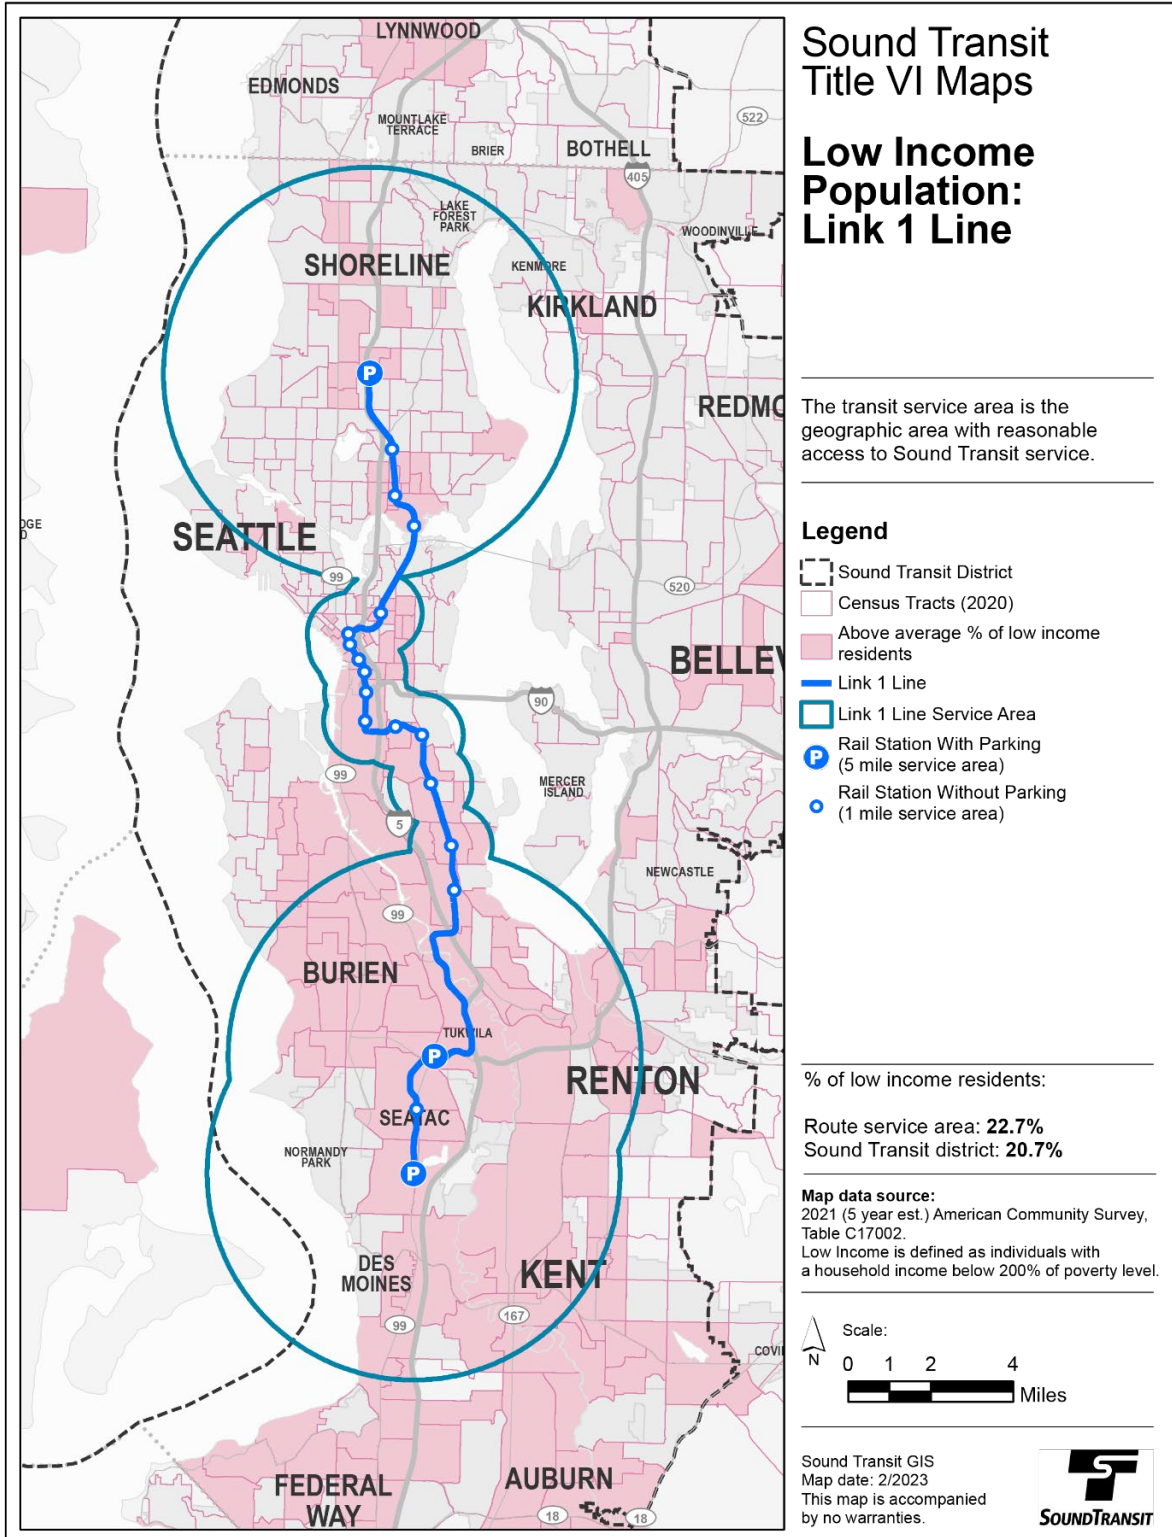 Sound Transit
Title VI Maps
Low Income
Population:
Link 1 Line
The transit service area is the
geographic area with reasonable
access to Sound Transit service.
Legend
Sound Transit District
Census Tracts (2020)
Above average % of low income
residents
Link 1 Line
Link 1 Line Service Area
P
Rail Station With Parking
(5 mile service area)
Rail Station Without Parking
(1 mile service area)
% of low income residents:
Route service area: 22.7%
Sound Transit district: 20.7%
Map data source:
2021 (5 year est.) American Community Survey,
Table C17002.
Low Income is defined as individuals with
a household income below 200% of poverty level.
N
Scale:
0 1 2 4
Miles
Sound Transit GIS
Map date: 2/2023
This map is accompanied
by no warranties.
SOUNDTRANSIT
LYNNWOOD
EDMONDS
MOUNTLAKE
TERRACE
522
BRIER
BOTHELL
405
LAKE
FOREST
PARK
WOODINVILLE
SHORELINE
KENMORE
KIRKLAND
P
REDMO
DGE
D
SEATTLE
99
520
BELLEV
90
99
MERCER
ISLAND
5
NEWCASTLE
99
BURIEN
TUKWILA
P
RENTON
SEATAC
NORMANDY
PARK
P
DES
MOINES
KENT
167
99
COVI
FEDERAL
WAY
AUBURN
18
18